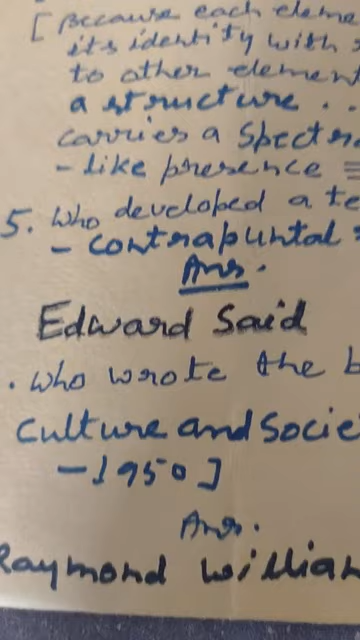 [ Because each eleme
its identity with
to other element
a structure . .
carries a Spectr
- like presence =
5. Who developed a te
- contrapuntal =
Ans.
Edward Said
. who wrote the b
Culture and Socie
- 1950 ]
Ans.
Raymond William